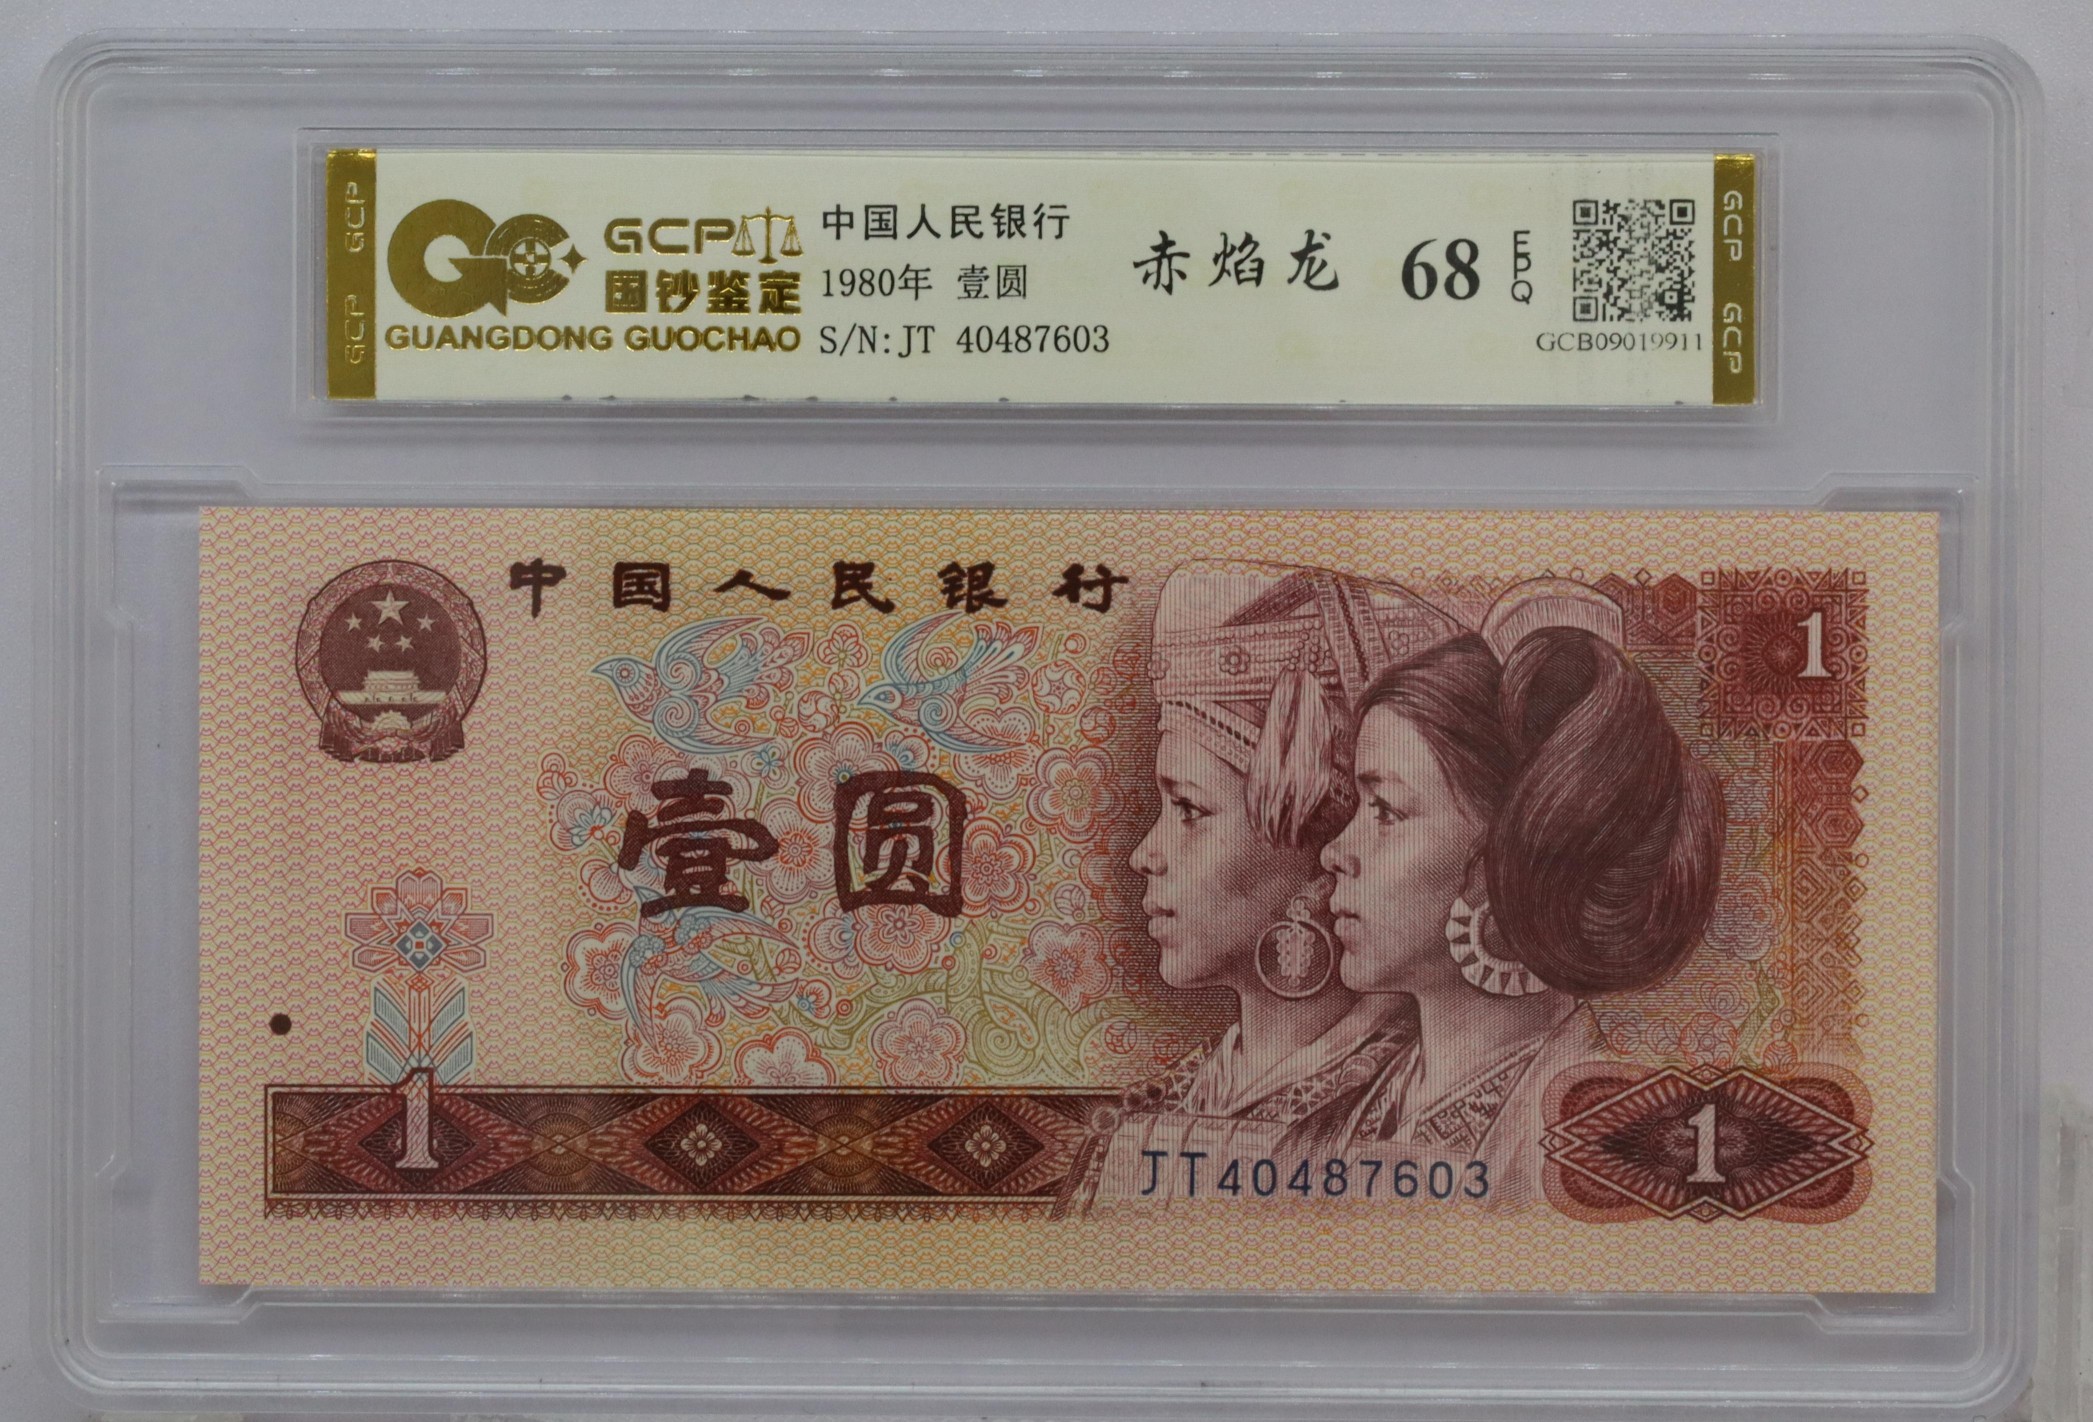 GCP GCP
GCP
国钞鉴定
GUANGDONG GUOCHAO
中国人民银行
1980年 壹圆
S/N:JT 40487603
赤焰龙
68
EPQ
GCB09019911
GCP GCP
中国人民银行
1
壹圆
1
JT40487603
1